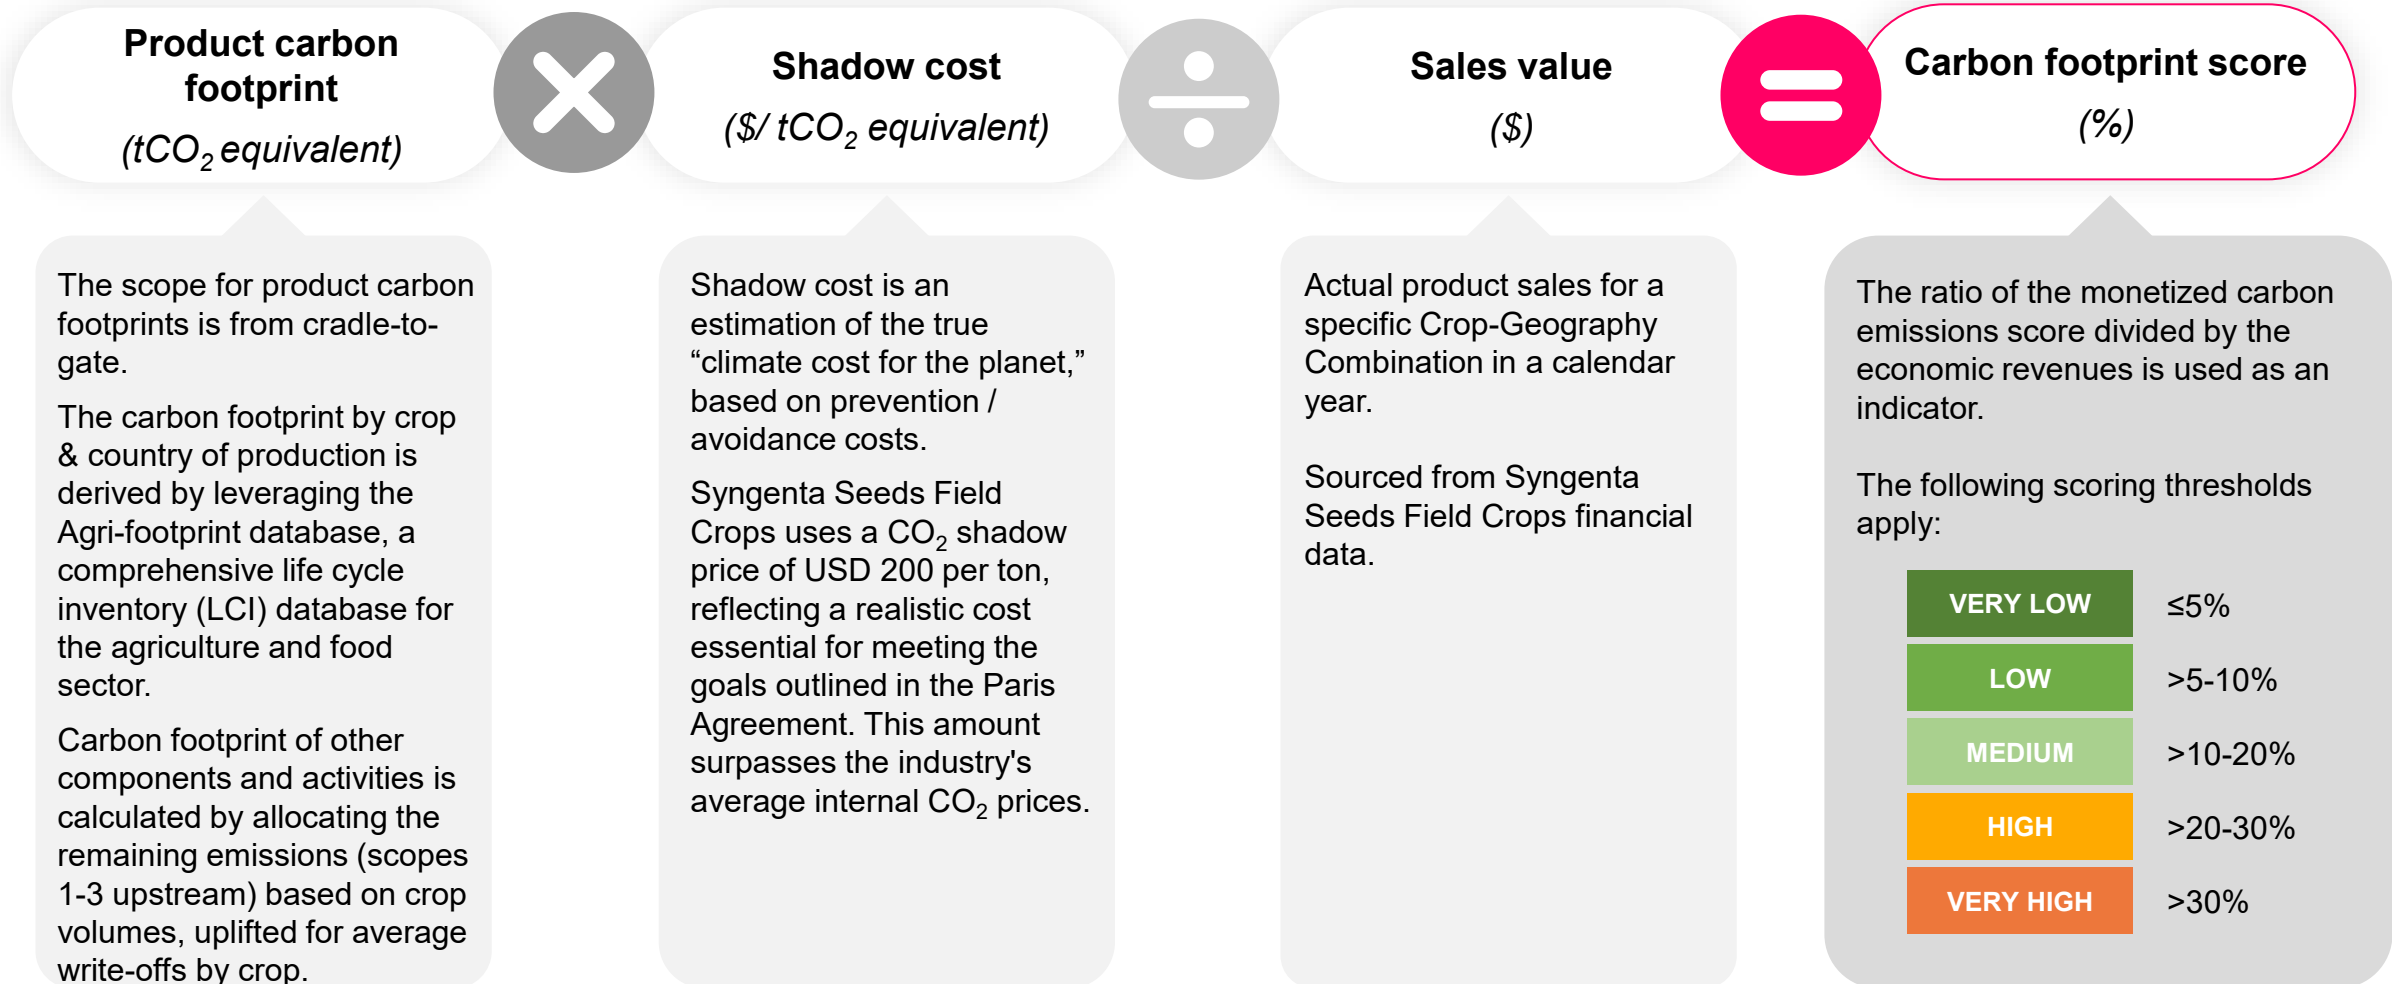 Product carbon
footprint
(tCO₂ equivalent)
Shadow cost
($/ tCO₂ equivalent)
Sales value
($)
Carbon footprint score
(%)
The scope for product carbon
footprints is from cradle-to-
gate.
The carbon footprint by crop
& country of production is
derived by leveraging the
Agri-footprint database, a
comprehensive life cycle
inventory (LCI) database for
the agriculture and food
sector.
Carbon footprint of other
components and activities is
calculated by allocating the
remaining emissions (scopes
1-3 upstream) based on crop
volumes, uplifted for average
write-offs by crop.
Shadow cost is an
estimation of the true
“climate cost for the planet,”
based on prevention /
avoidance costs.
Syngenta Seeds Field
Crops uses a CO₂ shadow
price of USD 200 per ton,
reflecting a realistic cost
essential for meeting the
goals outlined in the Paris
Agreement. This amount
surpasses the industry's
average internal CO₂ prices.
Actual product sales for a
specific Crop-Geography
Combination in a calendar
year.
Sourced from Syngenta
Seeds Field Crops financial
data.
The ratio of the monetized carbon
emissions score divided by the
economic revenues is used as an
indicator.
The following scoring thresholds
apply:
VERY LOW ≤5%
LOW >5-10%
MEDIUM >10-20%
HIGH >20-30%
VERY HIGH >30%